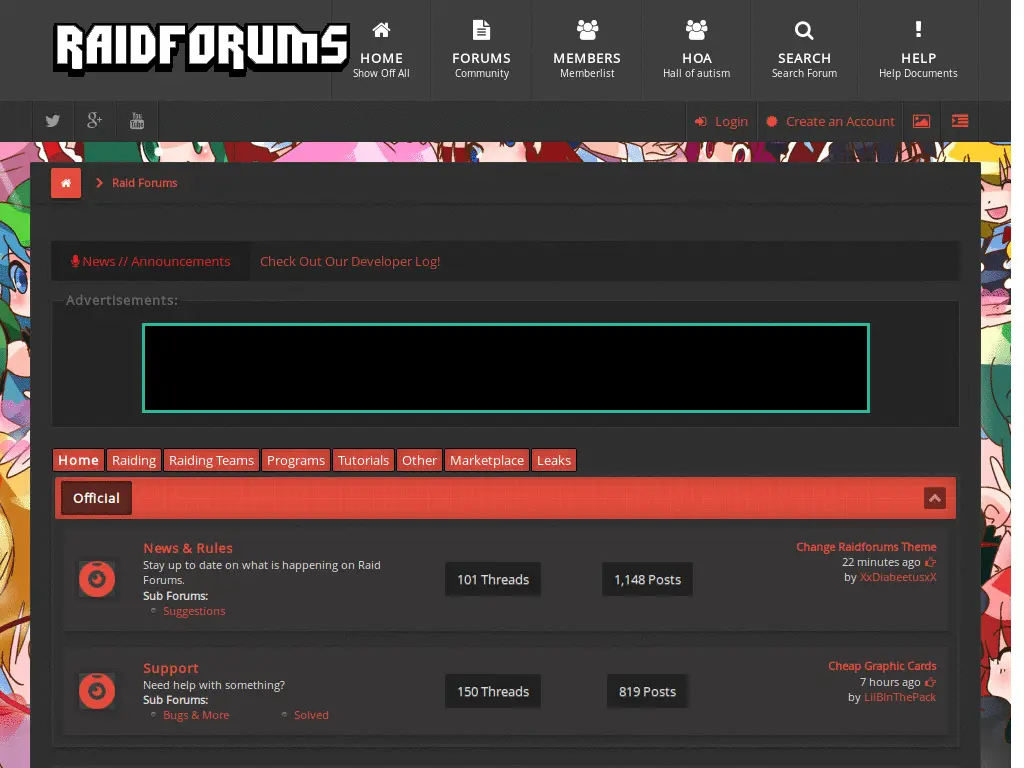 RAIDFORUMS
HOME
Show Off All
FORUMS
Community
MEMBERS
Memberlist
HOA
Hall of autism
SEARCH
Search Forum
HELP
Help Documents
g+
You Tube
Login
Create an Account
Raid Forums
News // Announcements
Check Out Our Developer Log!
Advertisements:
Home Raiding Raiding Teams Programs Tutorials Other Marketplace Leaks
Official
News & Rules
Stay up to date on what is happening on Raid
Forums.
Sub Forums:
Suggestions
101 Threads
1,148 Posts
Change Raidforums Theme
22 minutes ago
by XxDiabeetusxX
Support
Need help with something?
Sub Forums:
Bugs & More Solved
150 Threads
819 Posts
Cheap Graphic Cards
7 hours ago
by LilBInThePack